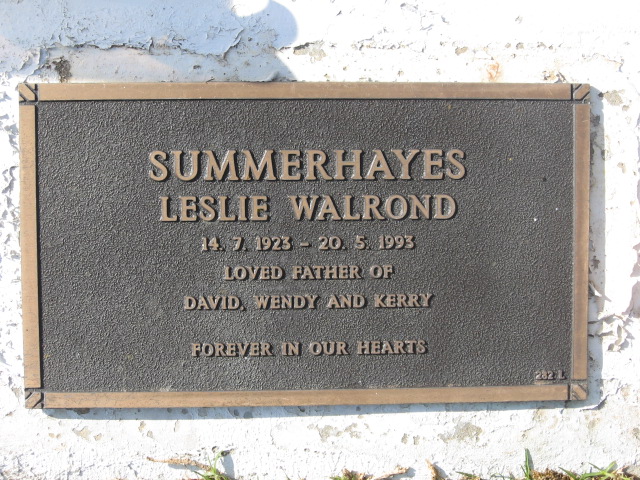 SUMMERHAYES
LESLIE WALROND
14. 7. 1923 – 20. 5. 1993
LOVED FATHER OF
DAVID, WENDY AND KERRY
FOREVER IN OUR HEARTS
282 L